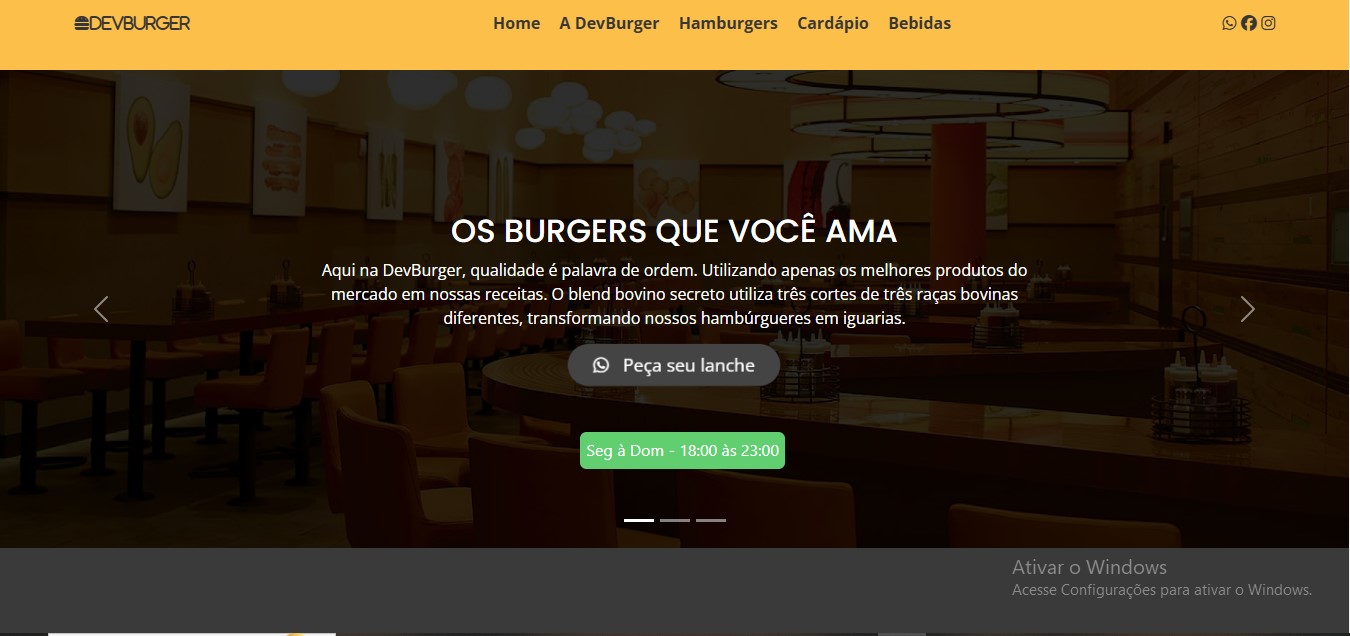 DEVBURGER
Home A DevBurger Hamburgers Cardápio Bebidas
OS BURGERS QUE VOCÊ AMA
Aqui na DevBurger, qualidade é palavra de ordem. Utilizando apenas os melhores produtos do
mercado em nossas receitas. O blend bovino secreto utiliza três cortes de três raças bovinas
diferentes, transformando nossos hambúrgueres em iguarias.
Peça seu lanche
Seg à Dom - 18:00 às 23:00
Ativar o Windows
Acesse Configurações para ativar o Windows.